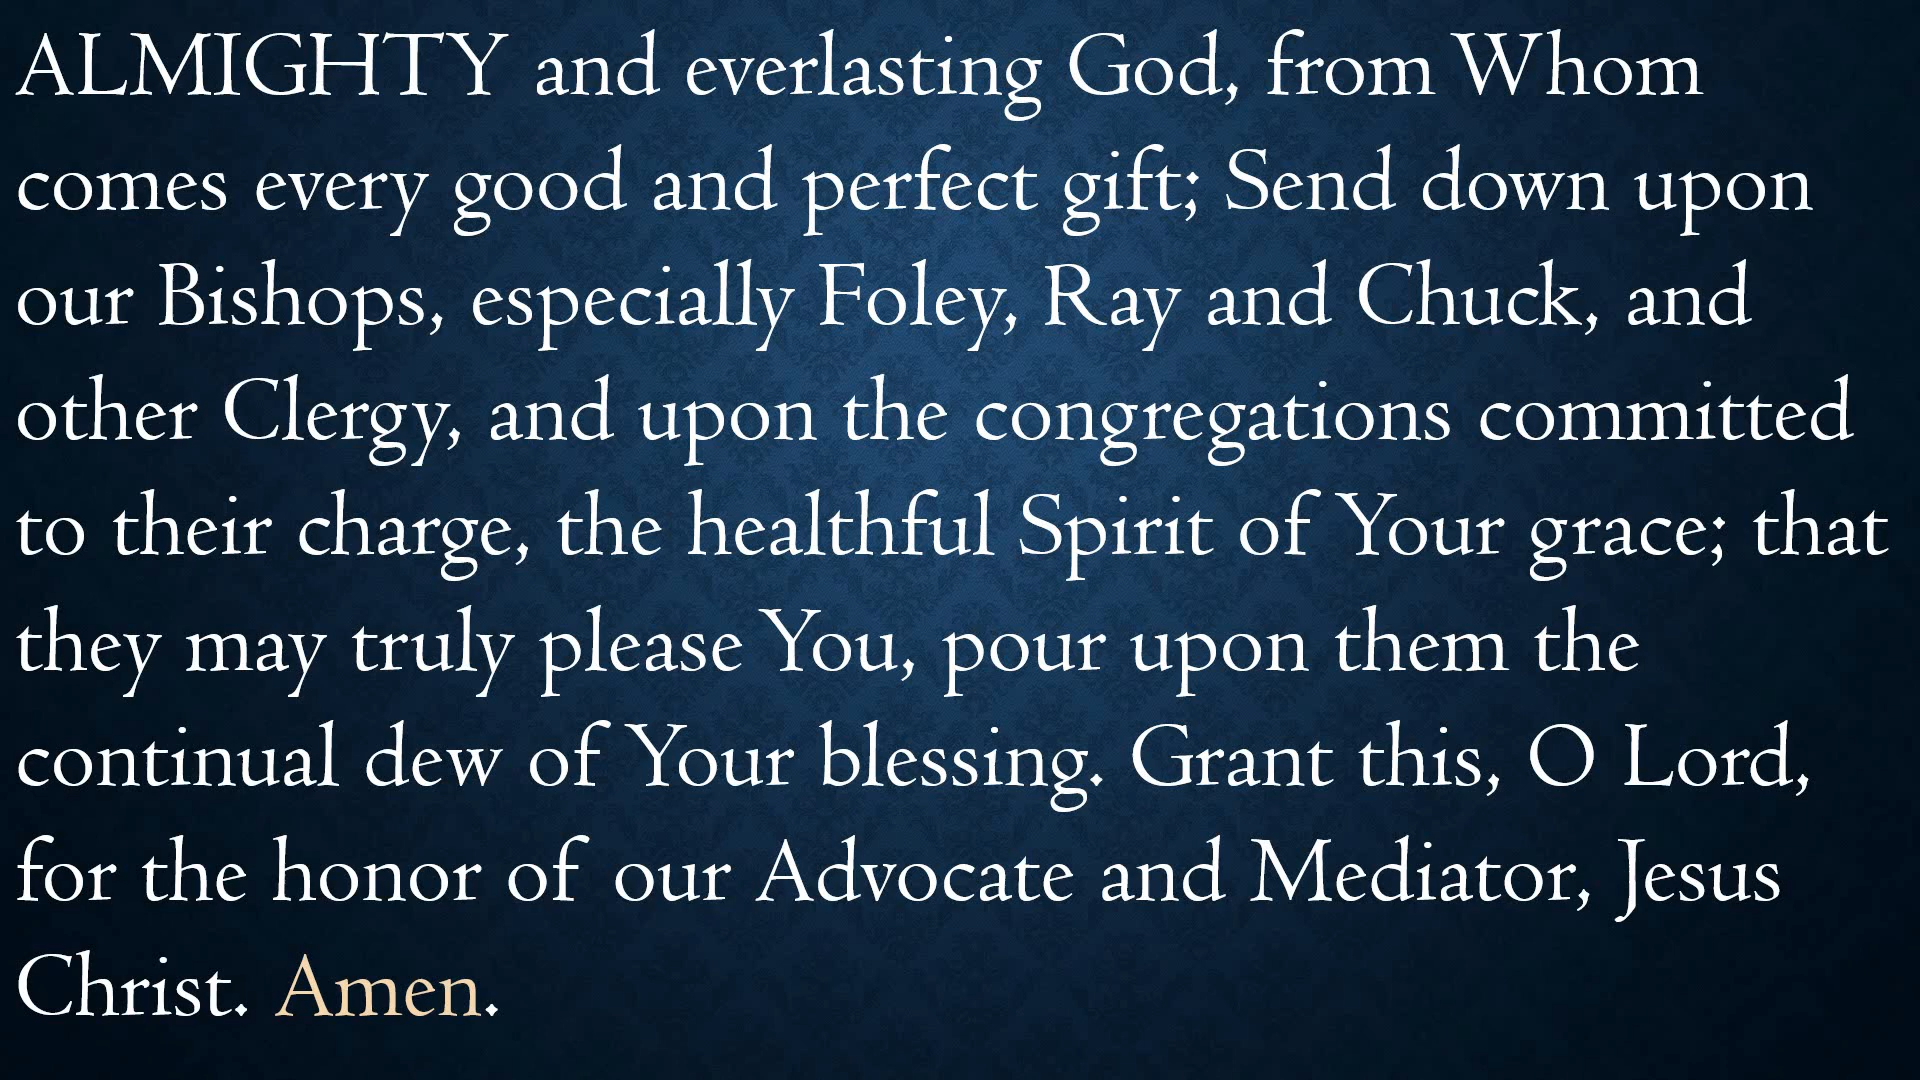 ALMIGHTY and everlasting God, from Whom
comes every good and perfect gift; Send down upon
our Bishops, especially Foley, Ray and Chuck, and
other Clergy, and upon the congregations committed
to their charge, the healthful Spirit of Your grace; that
they may truly please You, pour upon them the
continual dew of Your blessing. Grant this, O Lord,
for the honor of our Advocate and Mediator, Jesus
Christ. Amen.